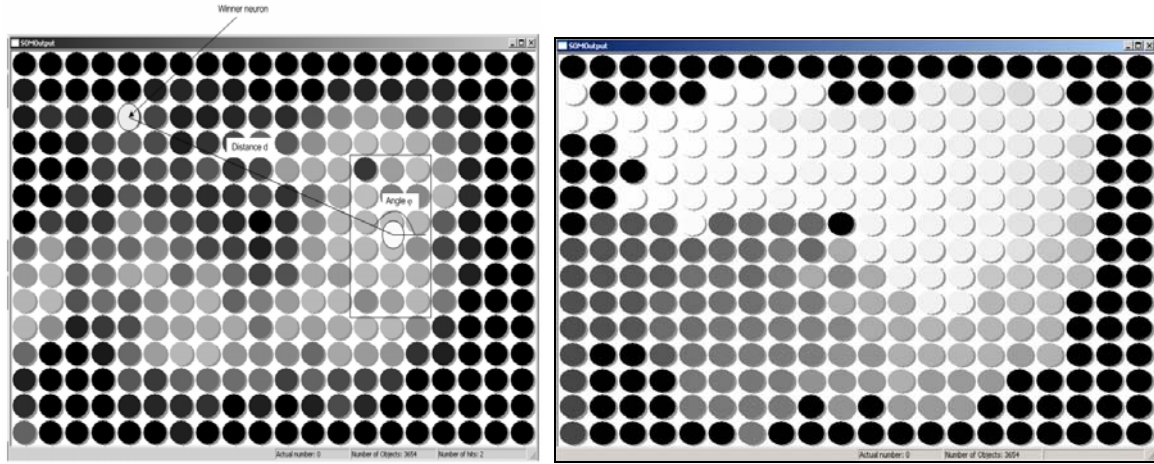 Winner neuron
SOMOutput
Distance d
Angle φ
Actual number: 0 Number of Objects: 3654 Number of hits: 2
SOMOutput
Actual number: 0 Number of Objects: 3654